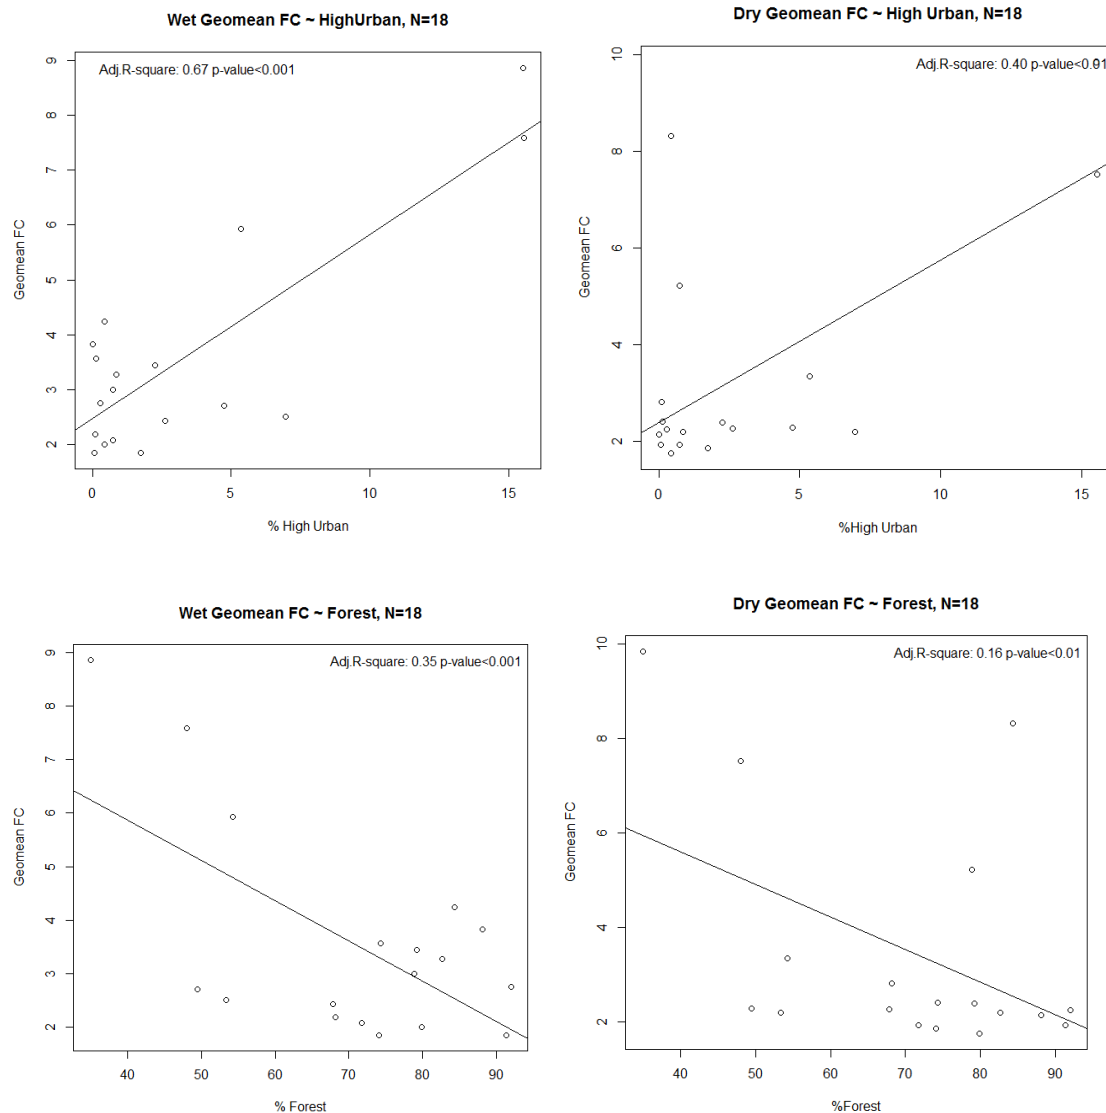 Wet Geomean FC ~ HighUrban, N=18
Adj.R-square: 0.67 p-value<0.001
Geomean FC
9
8
7
6
5
4
3
2
0
5
10
15
% High Urban
Dry Geomean FC ~ High Urban, N=18
Adj.R-square: 0.40 p-value<0.01
Geomean FC
10
8
6
4
2
0
5
10
15
%High Urban
Wet Geomean FC ~ Forest, N=18
Adj.R-square: 0.35 p-value<0.001
Geomean FC
9
8
7
6
5
4
3
2
40
50
60
70
80
90
% Forest
Dry Geomean FC ~ Forest, N=18
Adj.R-square: 0.16 p-value<0.01
Geomean FC
10
8
6
4
2
40
50
60
70
80
90
%Forest